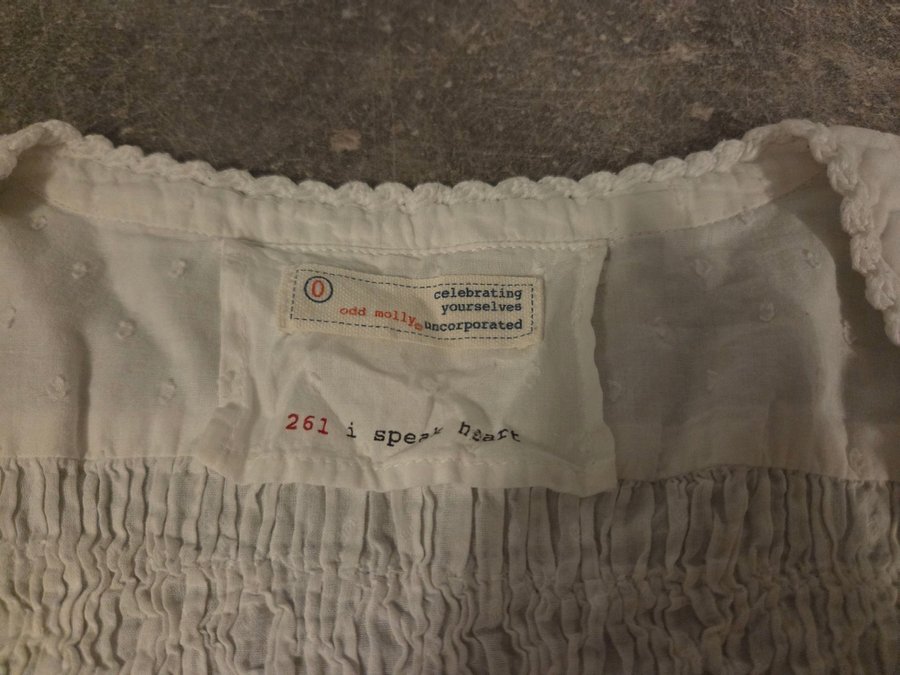 0
celebrating
yourselves
odd molly® uncorporated
261 i speak heart